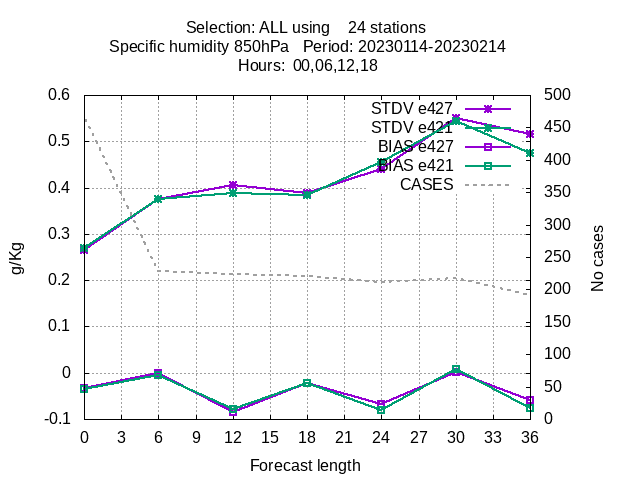 Selection: ALL using    24 stations
Specific humidity 850hPa   Period: 20230114-20230214
Hours:  00,06,12,18
0.6
0.5
0.4
0.3
0.2
0.1
0
-0.1
g/Kg
STDV e427
STDV e421
BIAS e427
BIAS e421
CASES
500
450
400
350
300
250
200
150
100
50
0
No cases
0 3 6 9 12 15 18 21 24 27 30 33 36
Forecast length